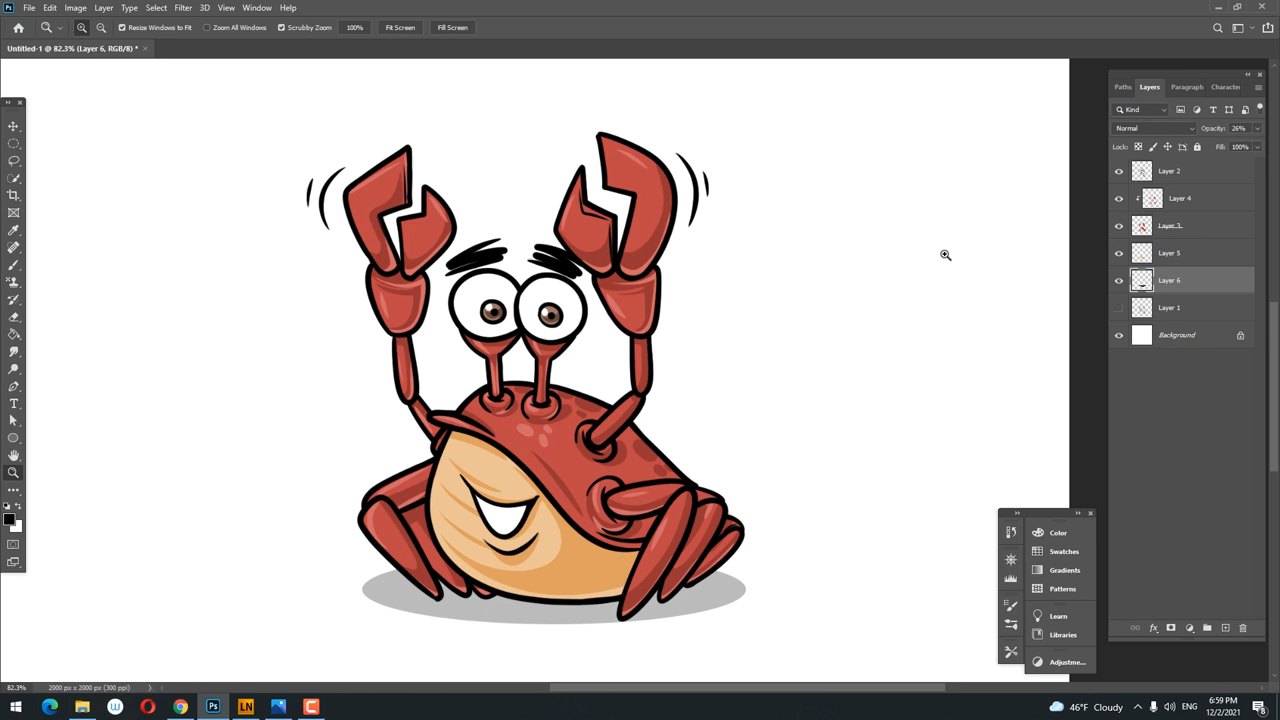 Ps File Edit Image Layer Type Select Filter 3D View Window Help
Resize Windows to Fit Zoom All Windows Scrubby Zoom 100% Fit Screen Fill Screen
Untitled-1 @ 82.3% (Layer 6, RGB/8) *
Paths Layers Paragraph Character
Kind
Normal Opacity: 26%
Lock: Fill: 100%
Layer 2
Layer 4
Layer 3
Layer 5
Layer 6
Layer 1
Background
Color
Swatches
Gradients
Patterns
Learn
Libraries
Adjustme...
82.3% 2000 px x 2000 px (300 ppi)
Ps LN 46°F Cloudy ENG 6:59 PM
12/2/2021 8